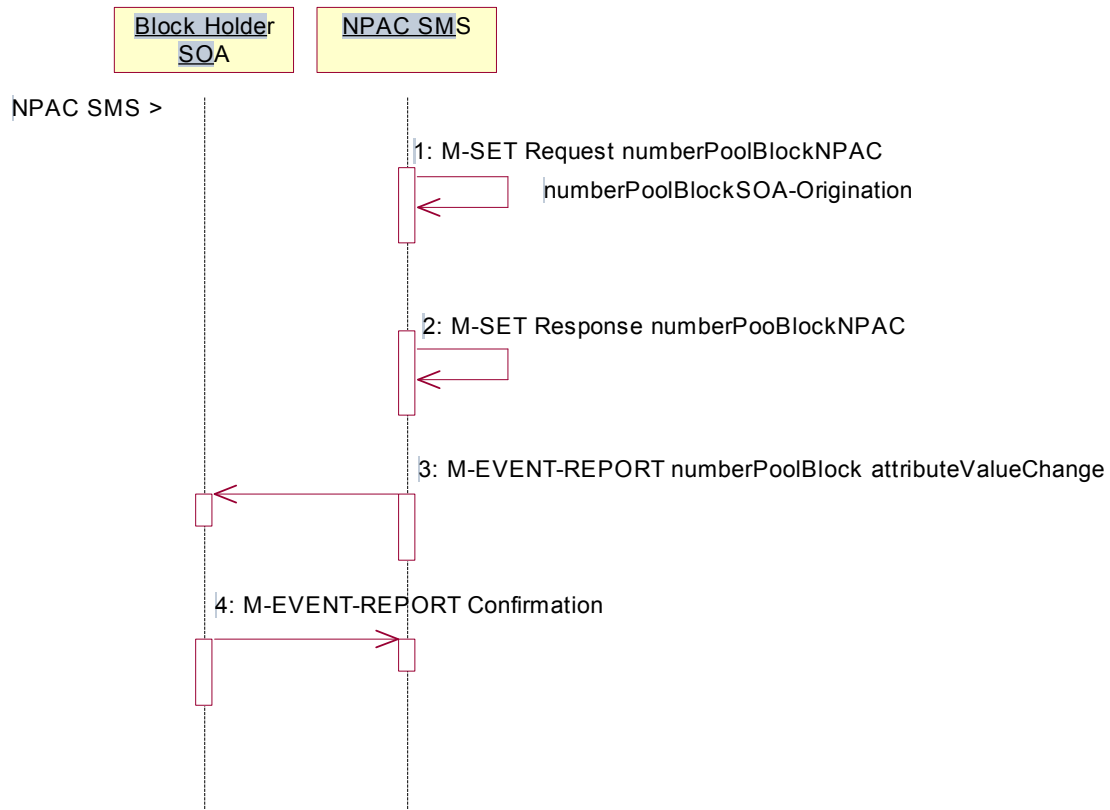 Block Holder
SOA
NPAC SMS
NPAC SMS >
1: M-SET Request numberPoolBlockNPAC
numberPoolBlockSOA-Origination
2: M-SET Response numberPooBlockNPAC
3: M-EVENT-REPORT numberPoolBlock attributeValueChange
4: M-EVENT-REPORT Confirmation